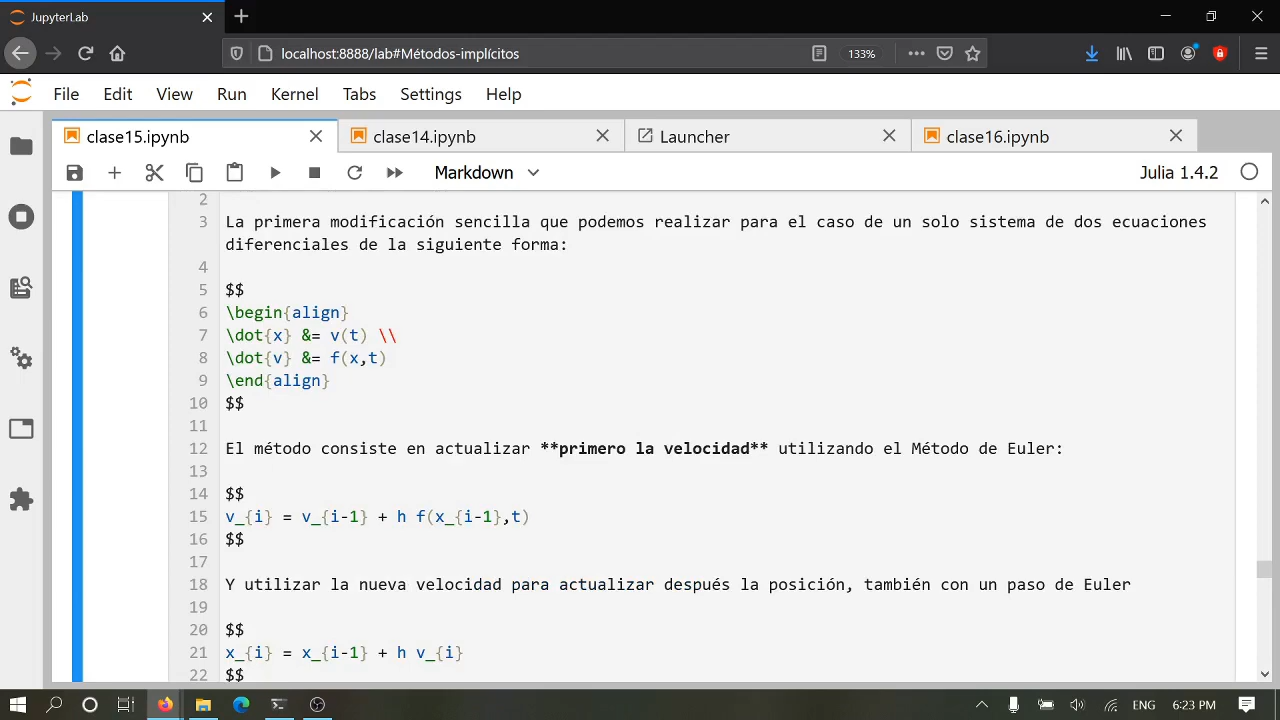 JupyterLab
localhost:8888/lab#Métodos-implícitos
133%
File Edit View Run Kernel Tabs Settings Help
clase15.ipynb clase14.ipynb Launcher clase16.ipynb
Markdown Julia 1.4.2
2
3 La primera modificación sencilla que podemos realizar para el caso de un solo sistema de dos ecuaciones
diferenciales de la siguiente forma:
4
5 $$
6 \begin{align}
7 \dot{x} &= v(t) \\
8 \dot{v} &= f(x,t)
9 \end{align}
10 $$
11
12 El método consiste en actualizar **primero la velocidad** utilizando el Método de Euler:
13
14 $$
15 v_{i} = v_{i-1} + h f(x_{i-1},t)
16 $$
17
18 Y utilizar la nueva velocidad para actualizar después la posición, también con un paso de Euler
19
20 $$
21 x_{i} = x_{i-1} + h v_{i}
22 $$
ENG 6:23 PM